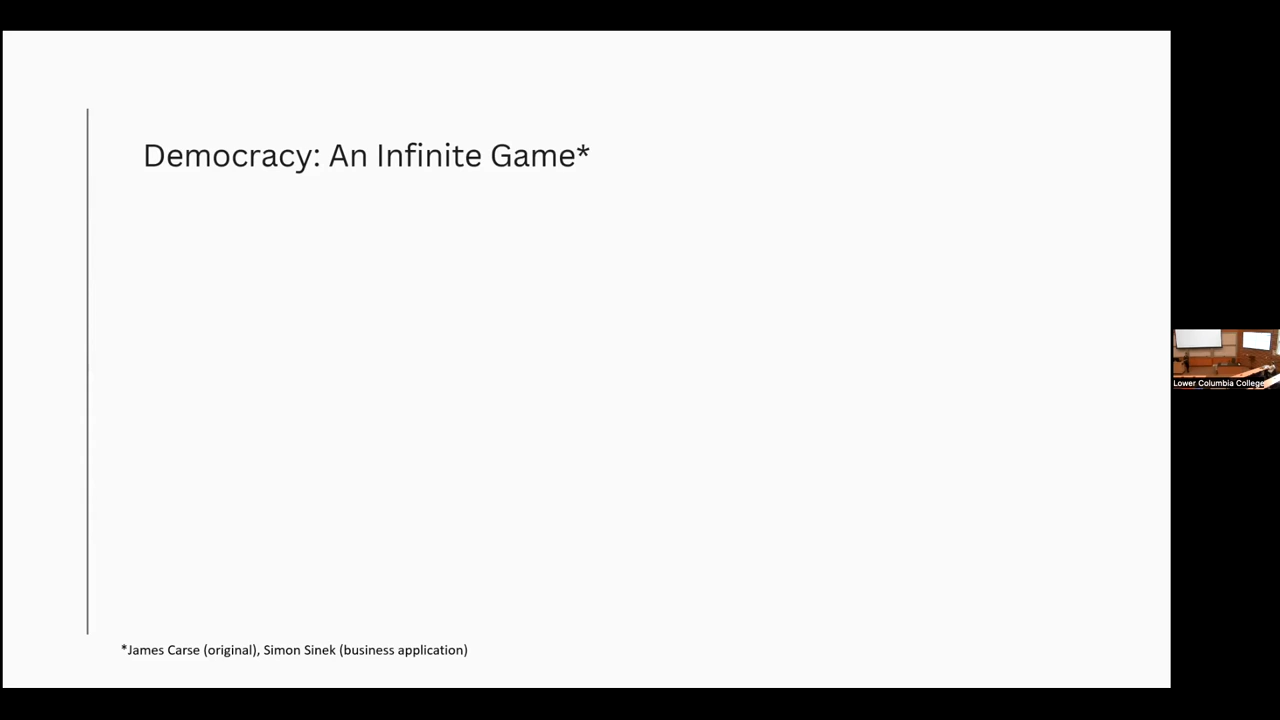 Democracy: An Infinite Game*
*James Carse (original), Simon Sinek (business application)
Lower Columbia College